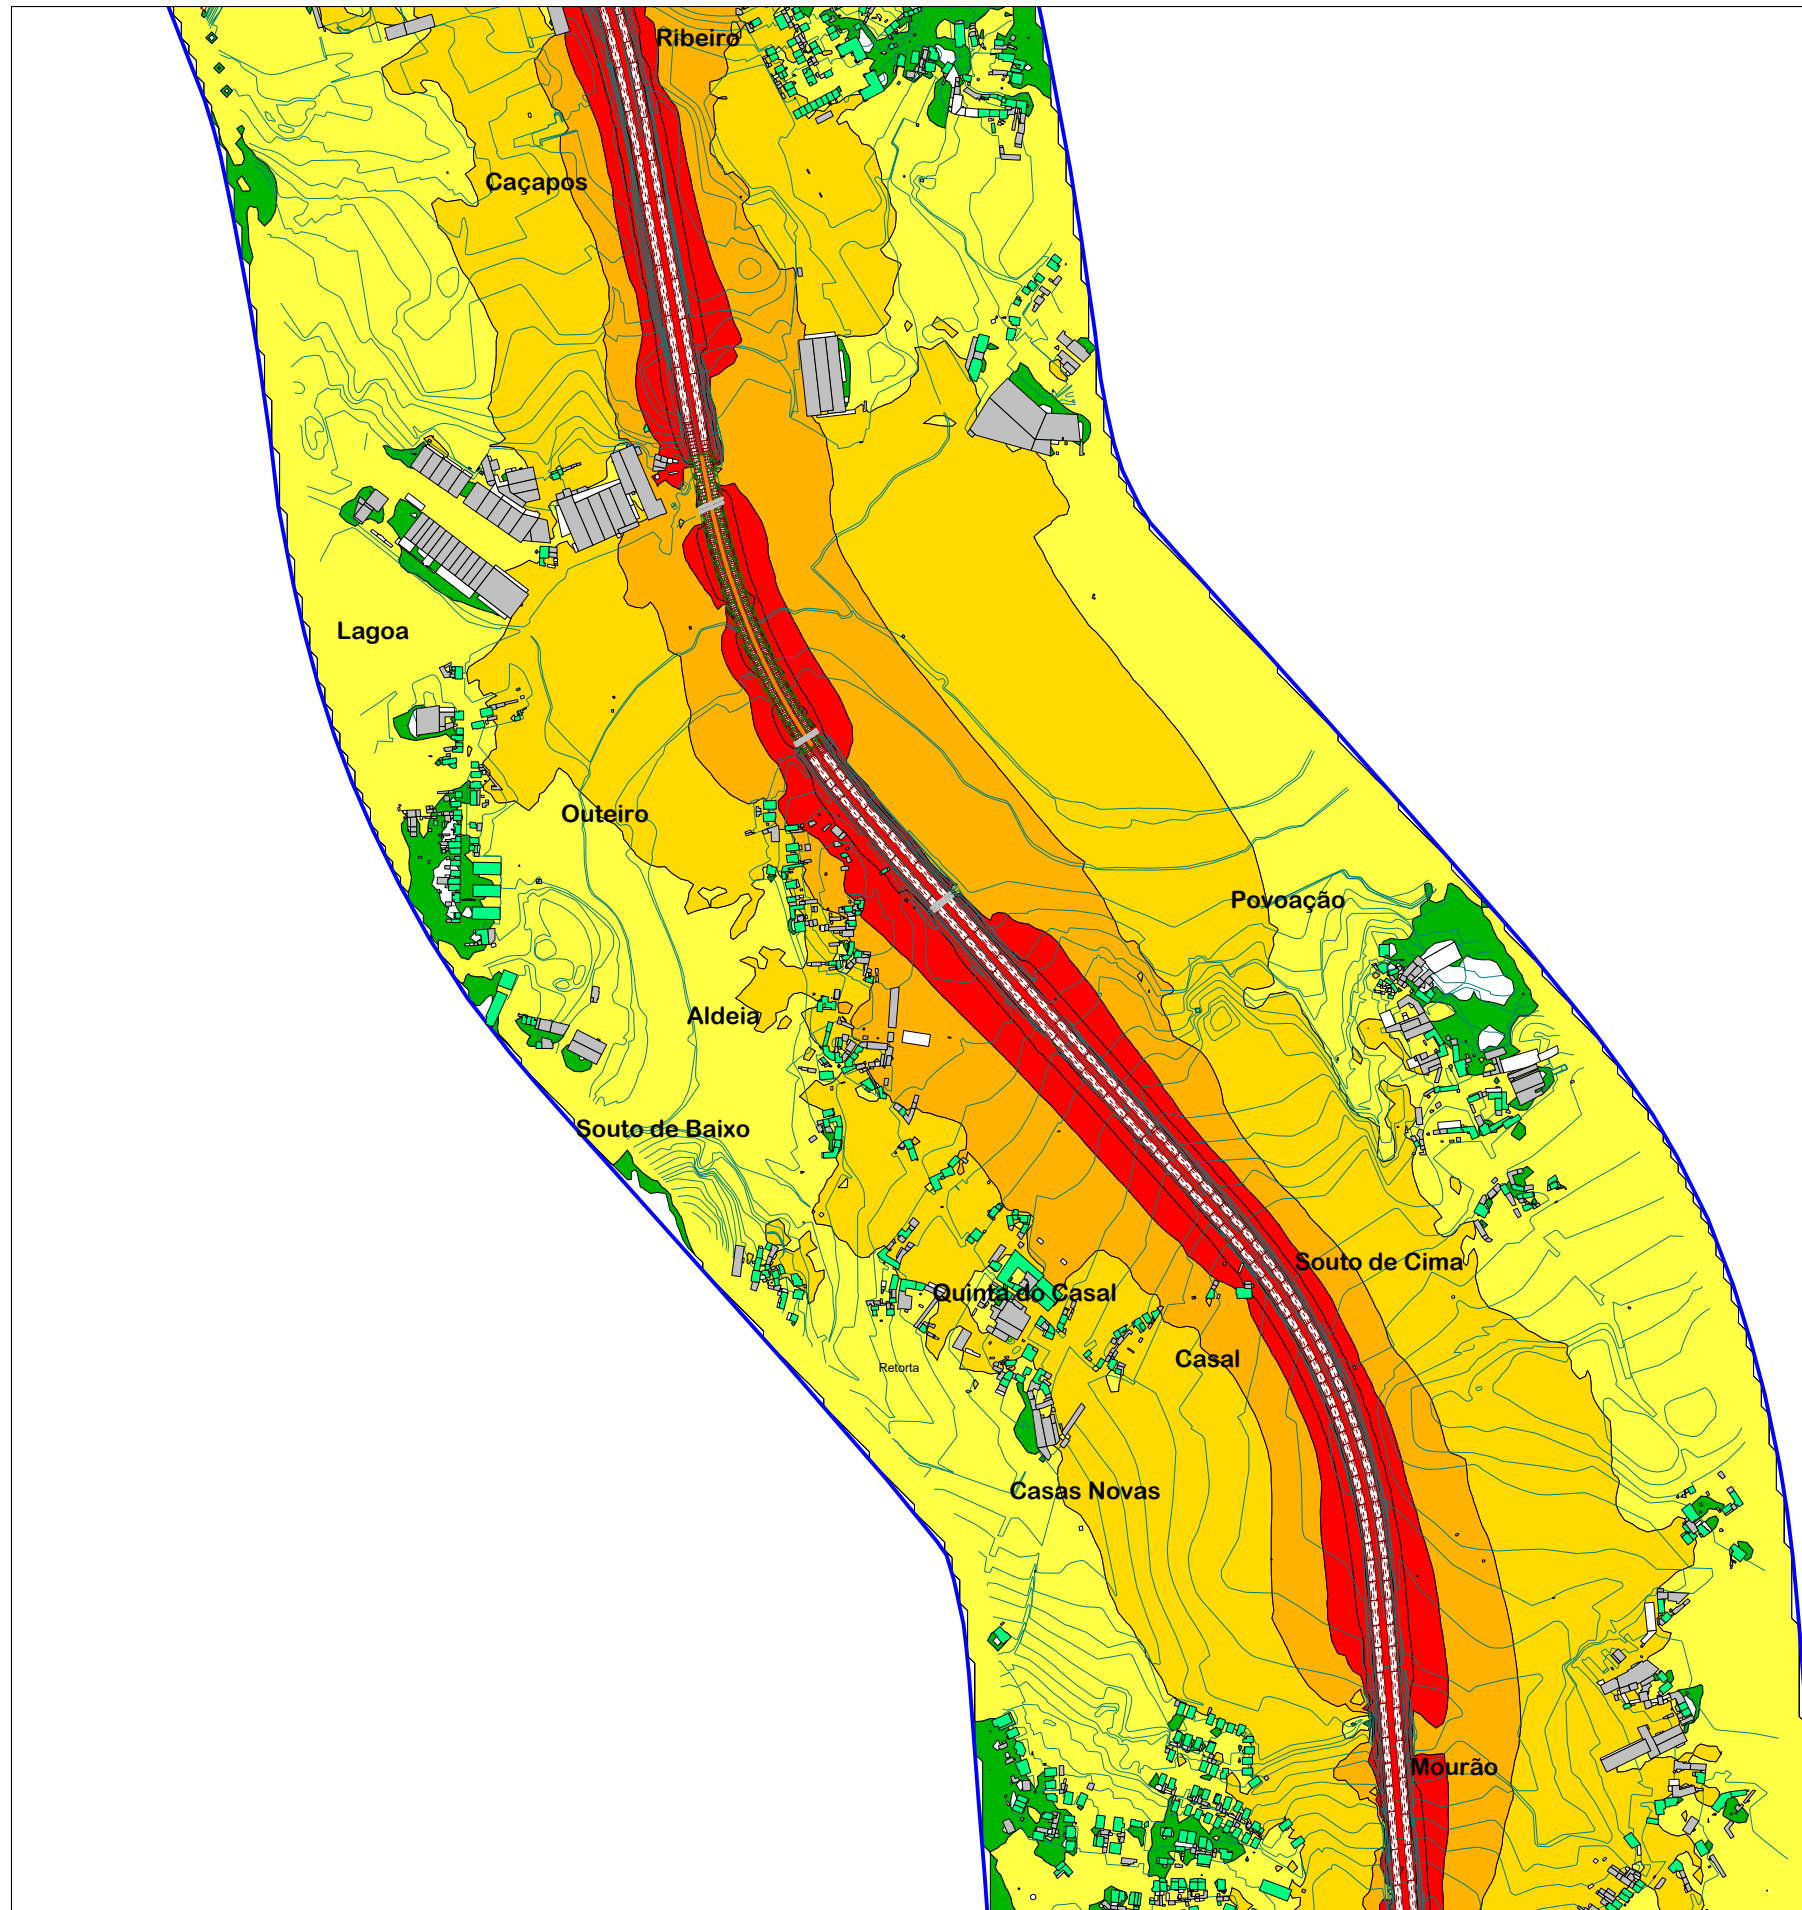 Ribeiro
Caçapos
Lagoa
Outeiro
Povoação
Aldeia
Souto de Baixo
Souto de Cima
Quinta do Casal
Casal
Retorta
Casas Novas
Mourão